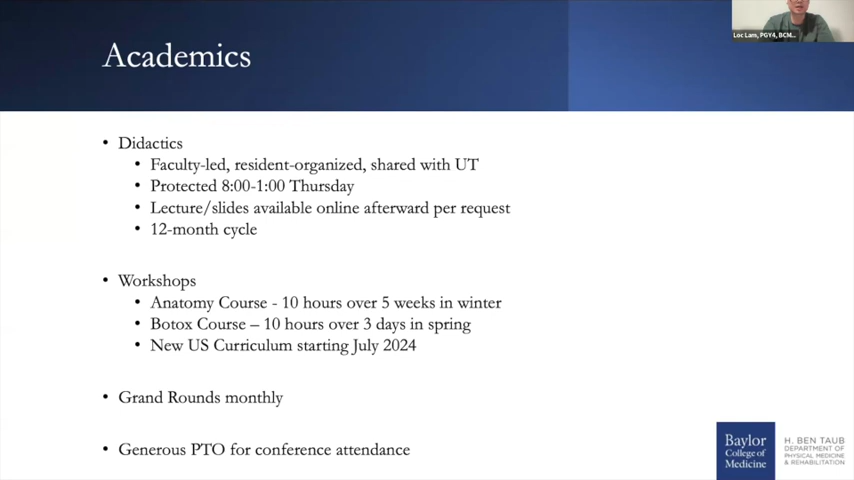 Loc Lam, PGY4, BCM...
Academics
• Didactics
• Faculty-led, resident-organized, shared with UT
• Protected 8:00-1:00 Thursday
• Lecture/slides available online afterward per request
• 12-month cycle
• Workshops
• Anatomy Course - 10 hours over 5 weeks in winter
• Botox Course – 10 hours over 3 days in spring
• New US Curriculum starting July 2024
• Grand Rounds monthly
• Generous PTO for conference attendance
Baylor
College of
Medicine
H. BEN TAUB
DEPARTMENT OF
PHYSICAL MEDICINE
& REHABILITATION